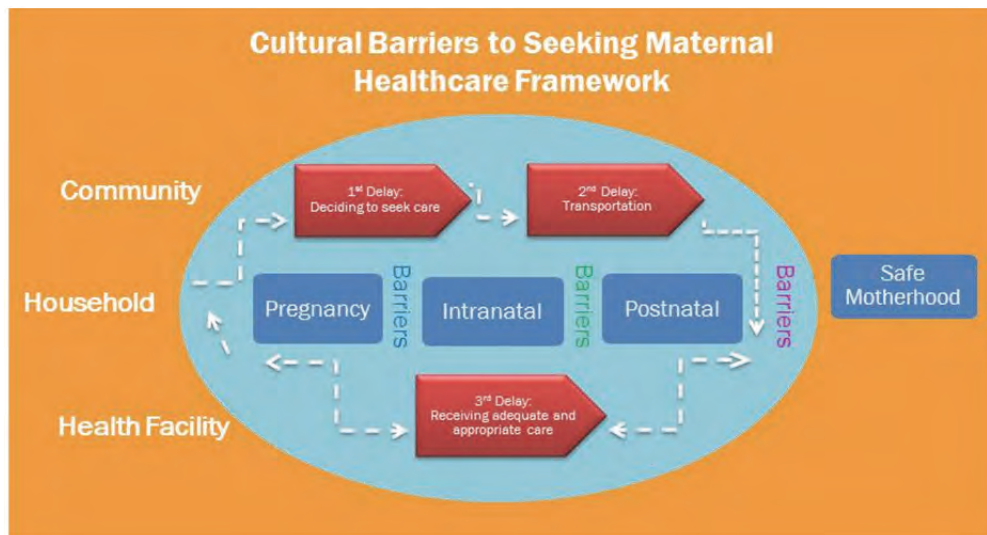 Cultural Barriers to Seeking Maternal
Healthcare Framework
Community
1st Delay:
Deciding to seek care
2nd Delay:
Transportation
Household
Pregnancy
Barriers
Intranatal
Barriers
Postnatal
Barriers
Safe
Motherhood
Health Facility
3rd Delay:
Receiving adequate and
appropriate care